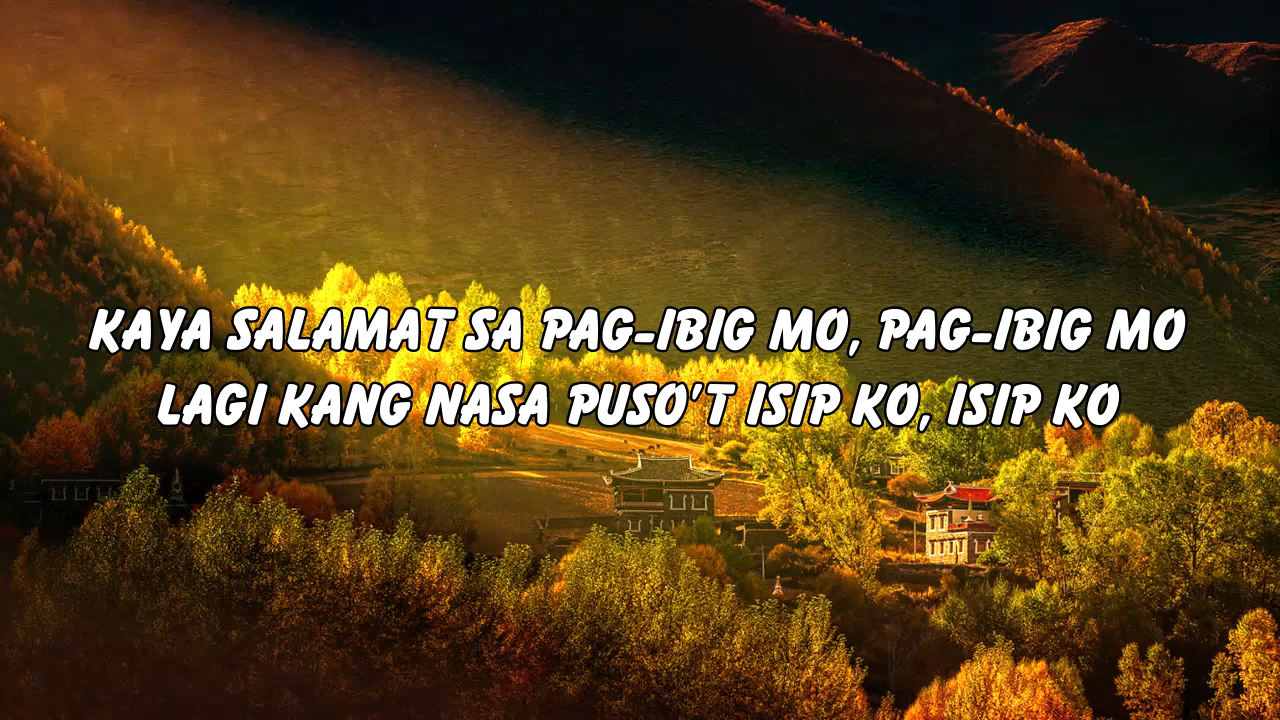 KAYA SALAMAT SA PAG-IBIG MO, PAG-IBIG MO
LAGI KANG NASA PUSO'T ISIP KO, ISIP KO